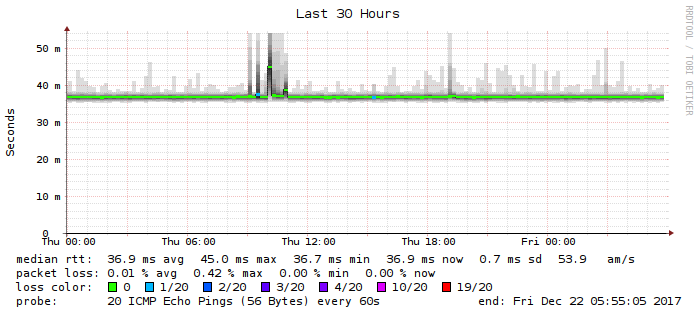 Last 30 Hours
RRDTOOL / TOBI OETIKER
Seconds
50 m
40 m
30 m
20 m
10 m
0
Thu 00:00 Thu 06:00 Thu 12:00 Thu 18:00 Fri 00:00
median rtt: 36.9 ms avg 45.0 ms max 36.7 ms min 36.9 ms now 0.7 ms sd 53.9 am/s
packet loss: 0.01 % avg 0.42 % max 0.00 % min 0.00 % now
loss color: 0 1/20 2/20 3/20 4/20 10/20 19/20
probe: 20 ICMP Echo Pings (56 Bytes) every 60s end: Fri Dec 22 05:55:05 2017